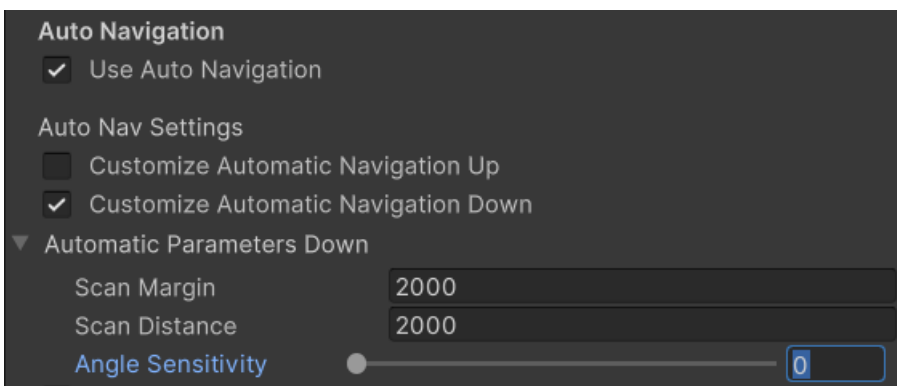 Auto Navigation
Use Auto Navigation
Auto Nav Settings
Customize Automatic Navigation Up
Customize Automatic Navigation Down
Automatic Parameters Down
Scan Margin 2000
Scan Distance 2000
Angle Sensitivity 0